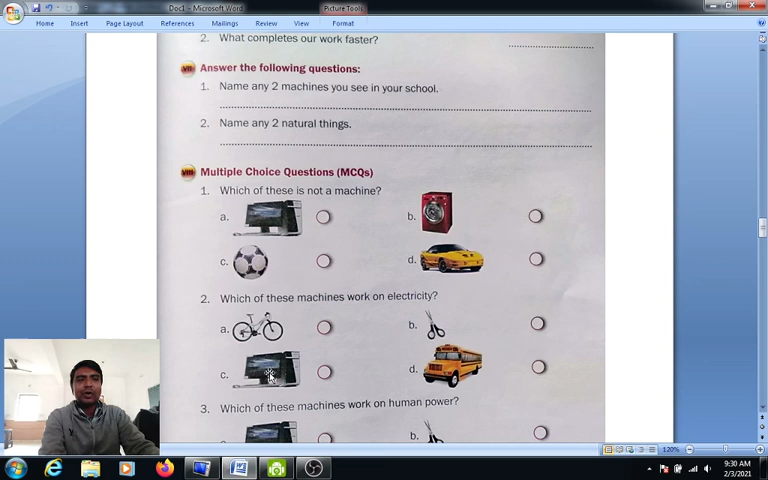 Doc1 - Microsoft Word
Picture Tools
Home Insert Page Layout References Mailings Review View Format
2. What completes our work faster?
VII Answer the following questions:
1. Name any 2 machines you see in your school.
2. Name any 2 natural things.
VIII Multiple Choice Questions (MCQs)
1. Which of these is not a machine?
a. b.
c. d.
2. Which of these machines work on electricity?
a. b.
c. d.
3. Which of these machines work on human power?
b.
120%
9:30 AM
2/3/2021